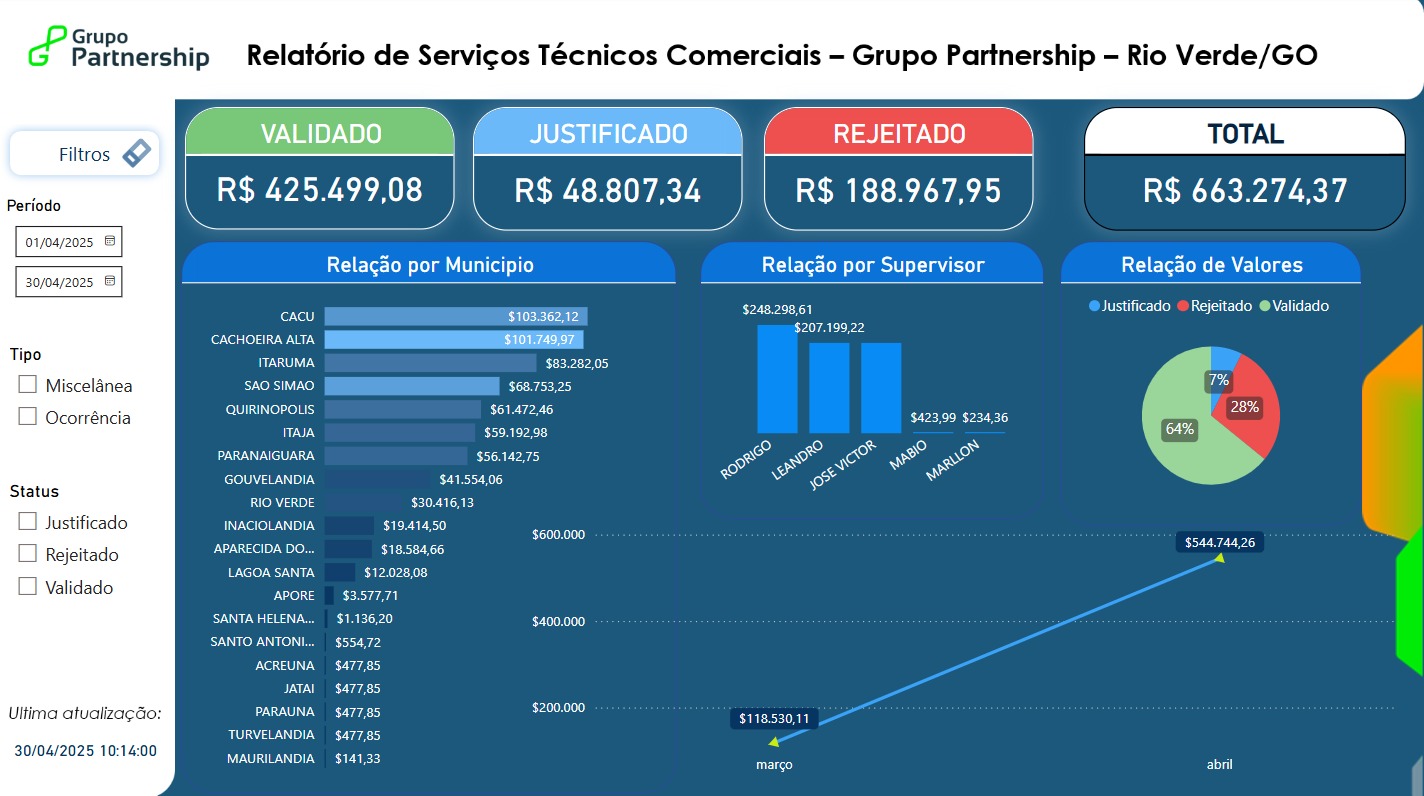 Grupo
Partnership
Relatório de Serviços Técnicos Comerciais – Grupo Partnership – Rio Verde/GO
Filtros
Período
01/04/2025
30/04/2025
Tipo
Miscelânea
Ocorrência
Status
Justificado
Rejeitado
Validado
Ultima atualização:
30/04/2025 10:14:00
VALIDADO
R$ 425.499,08
JUSTIFICADO
R$ 48.807,34
REJEITADO
R$ 188.967,95
TOTAL
R$ 663.274,37
Relação por Municipio
CACU $103.362,12
CACHOEIRA ALTA $101.749,97
ITARUMA $83.282,05
SAO SIMAO $68.753,25
QUIRINOPOLIS $61.472,46
ITAJA $59.192,98
PARANAIGUARA $56.142,75
GOUVELANDIA $41.554,06
RIO VERDE $30.416,13
INACIOLANDIA $19.414,50
APARECIDA DO... $18.584,66
LAGOA SANTA $12.028,08
APORE $3.577,71
SANTA HELENA... $1.136,20
SANTO ANTONI... $554,72
ACREUNA $477,85
JATAI $477,85
PARAUNA $477,85
TURVELANDIA $477,85
MAURILANDIA $141,33
Relação por Supervisor
$248.298,61
$207.199,22
$423,99 $234,36
RODRIGO
LEANDRO
JOSE VICTOR
MABIO
MARLLON
Relação de Valores
Justificado Rejeitado Validado
7%
28%
64%
$600.000
$400.000
$200.000
$544.744,26
$118.530,11
março
abril